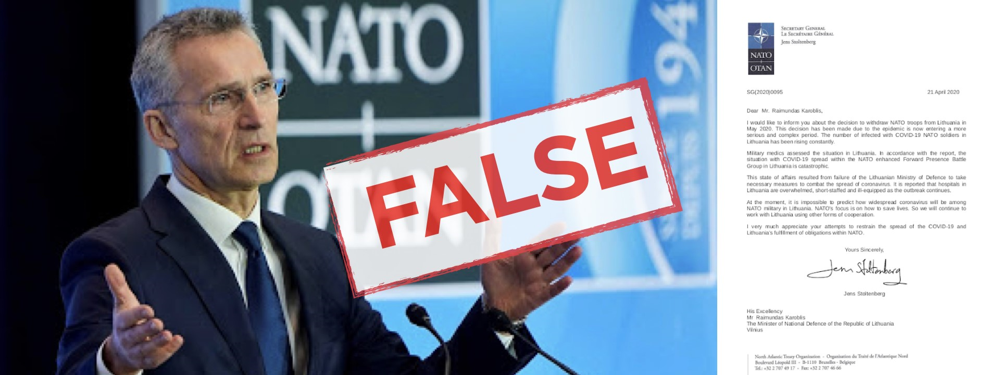 NATO
OTAN
194
FALSE
NATO
OTAN
SECRETARY GENERAL
LE SECRÉTAIRE GÉNÉRAL
Jens Stoltenberg
SG(2020)0095 21 April 2020
Dear Mr. Raimundas Karoblis,
I would like to inform you about the decision to withdraw NATO troops from Lithuania in
May 2020. This decision has been made due to the epidemic is now entering a more
serious and complex period. The number of infected with COVID-19 NATO soldiers in
Lithuania has been rising constantly.
Military medics assessed the situation in Lithuania. In accordance with the report, the
situation with COVID-19 spread within the NATO enhanced Forward Presence Battle
Group in Lithuania is catastrophic.
This state of affairs resulted from failure of the Lithuanian Ministry of Defence to take
necessary measures to combat the spread of coronavirus. It is reported that hospitals in
Lithuania are overwhelmed, short-staffed and ill-equipped as the outbreak continues.
At the moment, it is impossible to predict how widespread coronavirus will be among
NATO military in Lithuania. NATO's focus is on how to save lives. So we will continue to
work with Lithuania using other forms of cooperation.
I very much appreciate your attempts to restrain the spread of the COVID-19 and
Lithuania's fulfillment of obligations within NATO.
Yours Sincerely,
Jens Stoltenberg
Jens Stoltenberg
His Excellency
Mr Raimundas Karoblis
The Minister of National Defence of the Republic of Lithuania
Vilnius
North Atlantic Treaty Organization - Organisation du Traité de l'Atlantique Nord
Boulevard Léopold III - B-1110 Bruxelles - Belgique
Tel.: +32 2 707 49 17 - Fax: +32 2 707 46 66